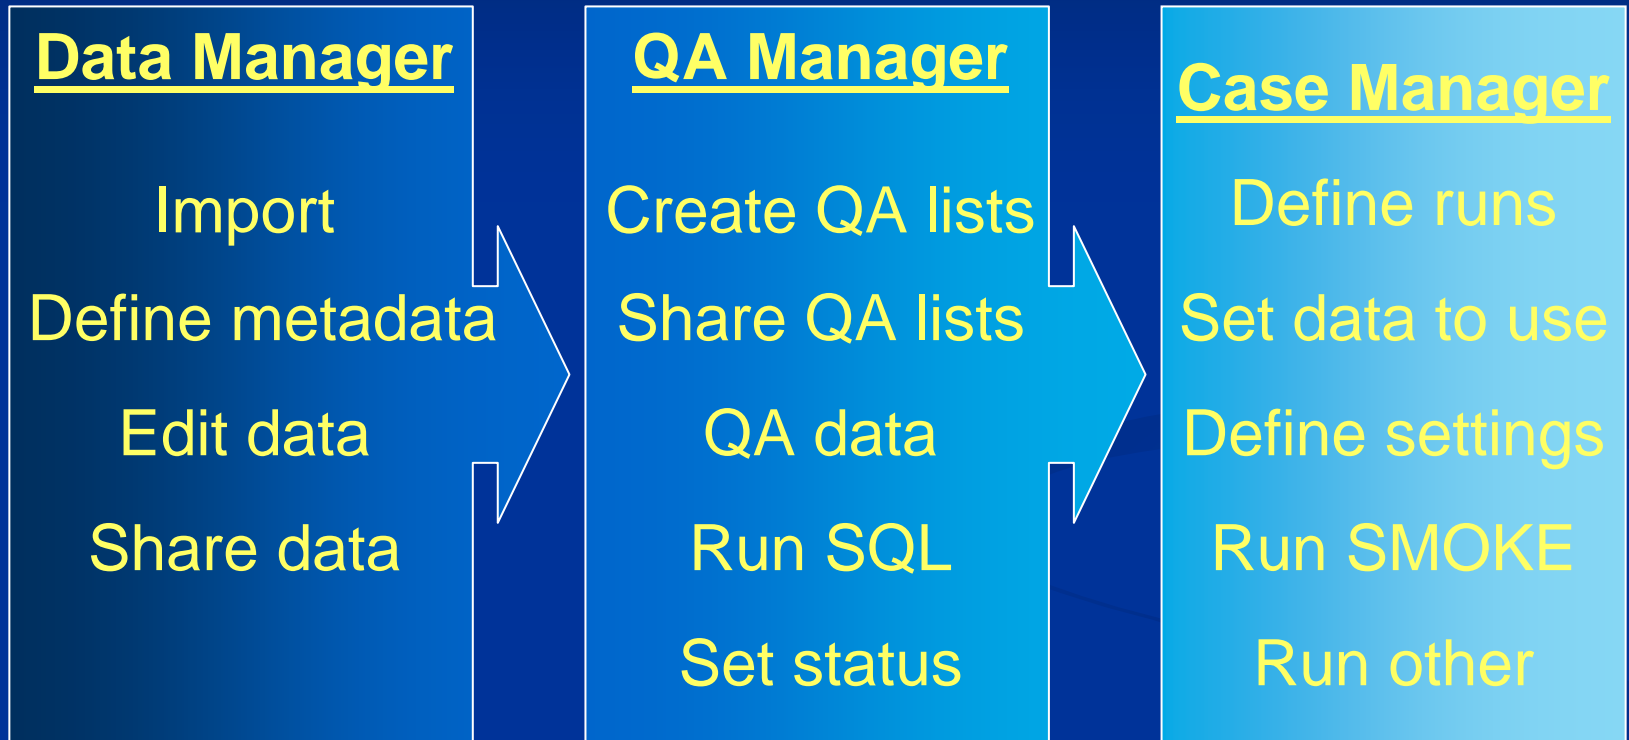 Data Manager
Import
Define metadata
Edit data
Share data
QA Manager
Create QA lists
Share QA lists
QA data
Run SQL
Set status
Case Manager
Define runs
Set data to use
Define settings
Run SMOKE
Run other